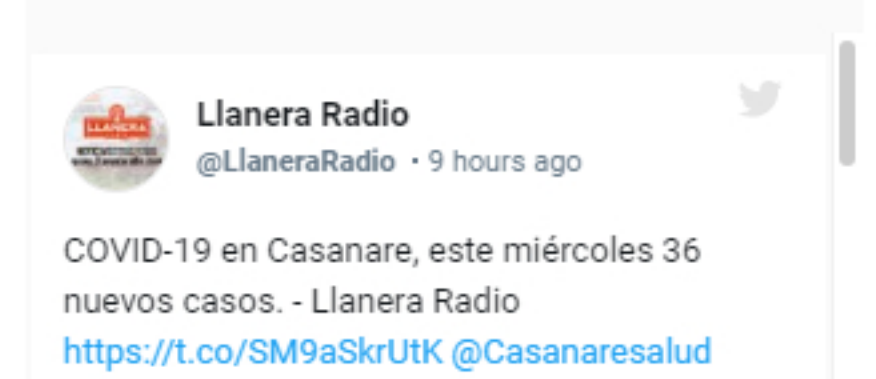 LLANERA
Llanera Radio
@LlaneraRadio · 9 hours ago
COVID-19 en Casanare, este miércoles 36
nuevos casos. - Llanera Radio
https://t.co/SM9aSkrUtK @Casanaresalud